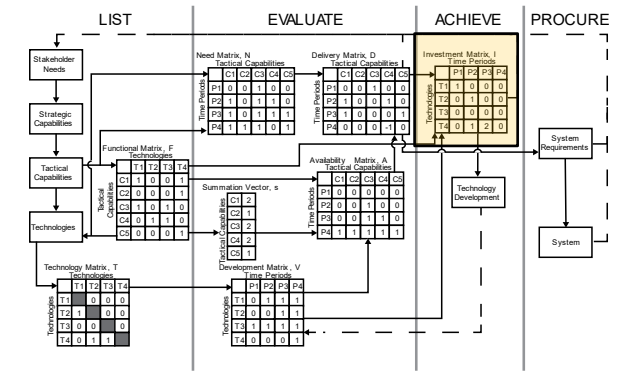 LIST EVALUATE ACHIEVE PROCURE
Stakeholder
Needs
Strategic
Capabilities
Tactical
Capabilities
Technologies
Need Matrix, N
Tactical Capabilities
Time Periods
C1 C2 C3 C4 C5
P1 0 0 1 0 0
P2 1 0 1 0 0
P3 1 0 1 1 0
P4 1 1 1 0 1
Delivery Matrix, D
Tactical Capabilities
Time Periods
C1 C2 C3 C4 C5
P1 0 0 1 0 0
P2 1 0 1 0 0
P3 1 0 0 0 0
P4 0 0 0 -1 0
Investment Matrix, I
Time Periods
Technologies
P1 P2 P3 P4
T1 1 0 0 0
T2 0 1 0 0
T3 0 0 0 0
T4 0 1 2 0
Functional Matrix, F
Technologies
Tactical
Capabilities
T1 T2 T3 T4
C1 1 0 0 1
C2 0 0 0 1
C3 0 1 0 1
C4 0 1 1 0
C5 0 0 0 1
Summation Vector, s
Tactical Capabilities
C1 2
C2 1
C3 2
C4 2
C5 1
Availability Matrix, A
Tactical Capabilities
Time Periods
C1 C2 C3 C4 C5
P1 0 0 0 0 0
P2 0 0 0 1 0
P3 0 0 1 1 0
P4 1 1 1 1 1
Technology
Development
System
Requirements
System
Technology Matrix, T
Technologies
Technologies
T1 T2 T3 T4
T1 0 0 0
T2 1 0 0
T3 0 0 0
T4 0 1 1
Development Matrix, V
Time Periods
Technologies
P1 P2 P3 P4
T1 0 1 1 1
T2 0 0 1 1
T3 1 1 1 1
T4 0 0 0 1